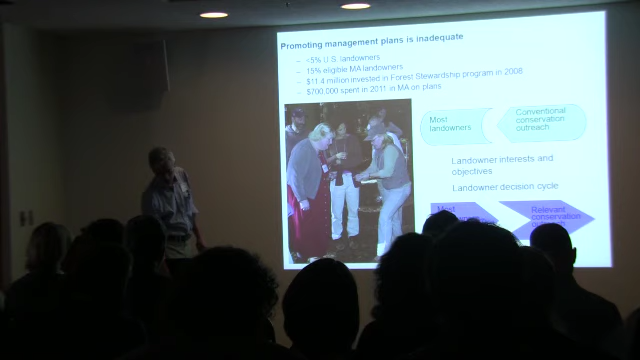 Promoting management plans is inadequate
– <5% U.S. landowners
– 15% eligible MA landowners
– $11.4 million invested in Forest Stewardship program in 2008
– $700,000 spent in 2011 in MA on plans
Most
landowners
Conventional
conservation
outreach
Landowner interests and
objectives
Landowner decision cycle
Most
Relevant
conservation
outreach